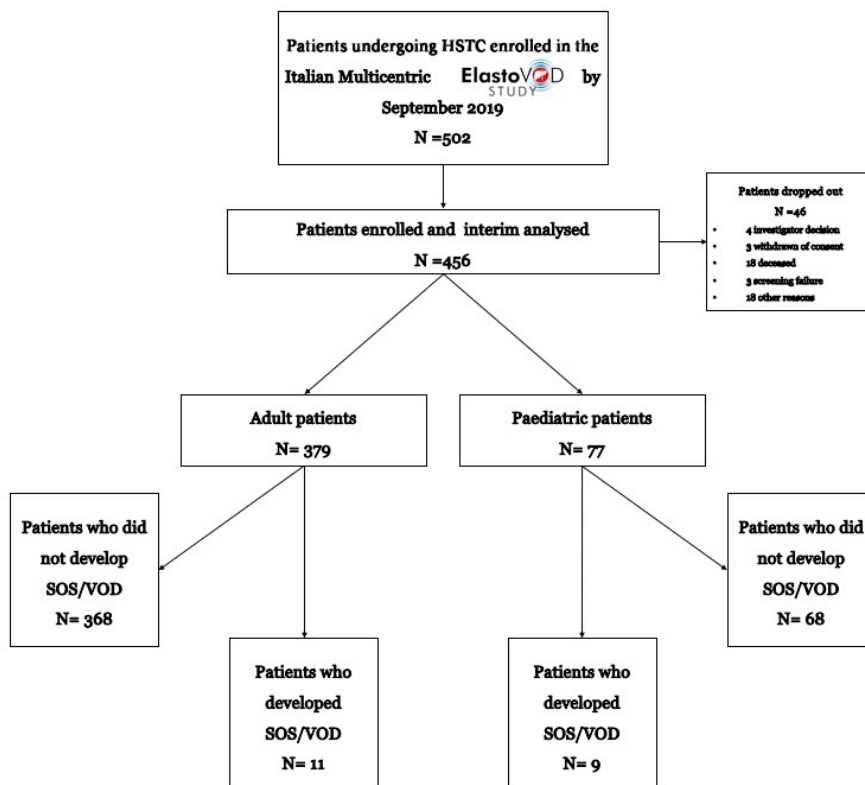 Patients undergoing HSTC enrolled in the
Italian Multicentric ElastoVOD STUDY by
September 2019
N =502
Patients dropped out
N =46
• 4 investigator decision
• 3 withdrawn of consent
• 18 deceased
• 3 screening failure
• 18 other reasons
Patients enrolled and interim analysed
N =456
Adult patients
N= 379
Paediatric patients
N= 77
Patients who did
not develop
SOS/VOD
N= 368
Patients who
developed
SOS/VOD
N= 11
Patients who
developed
SOS/VOD
N= 9
Patients who did
not develop
SOS/VOD
N= 68